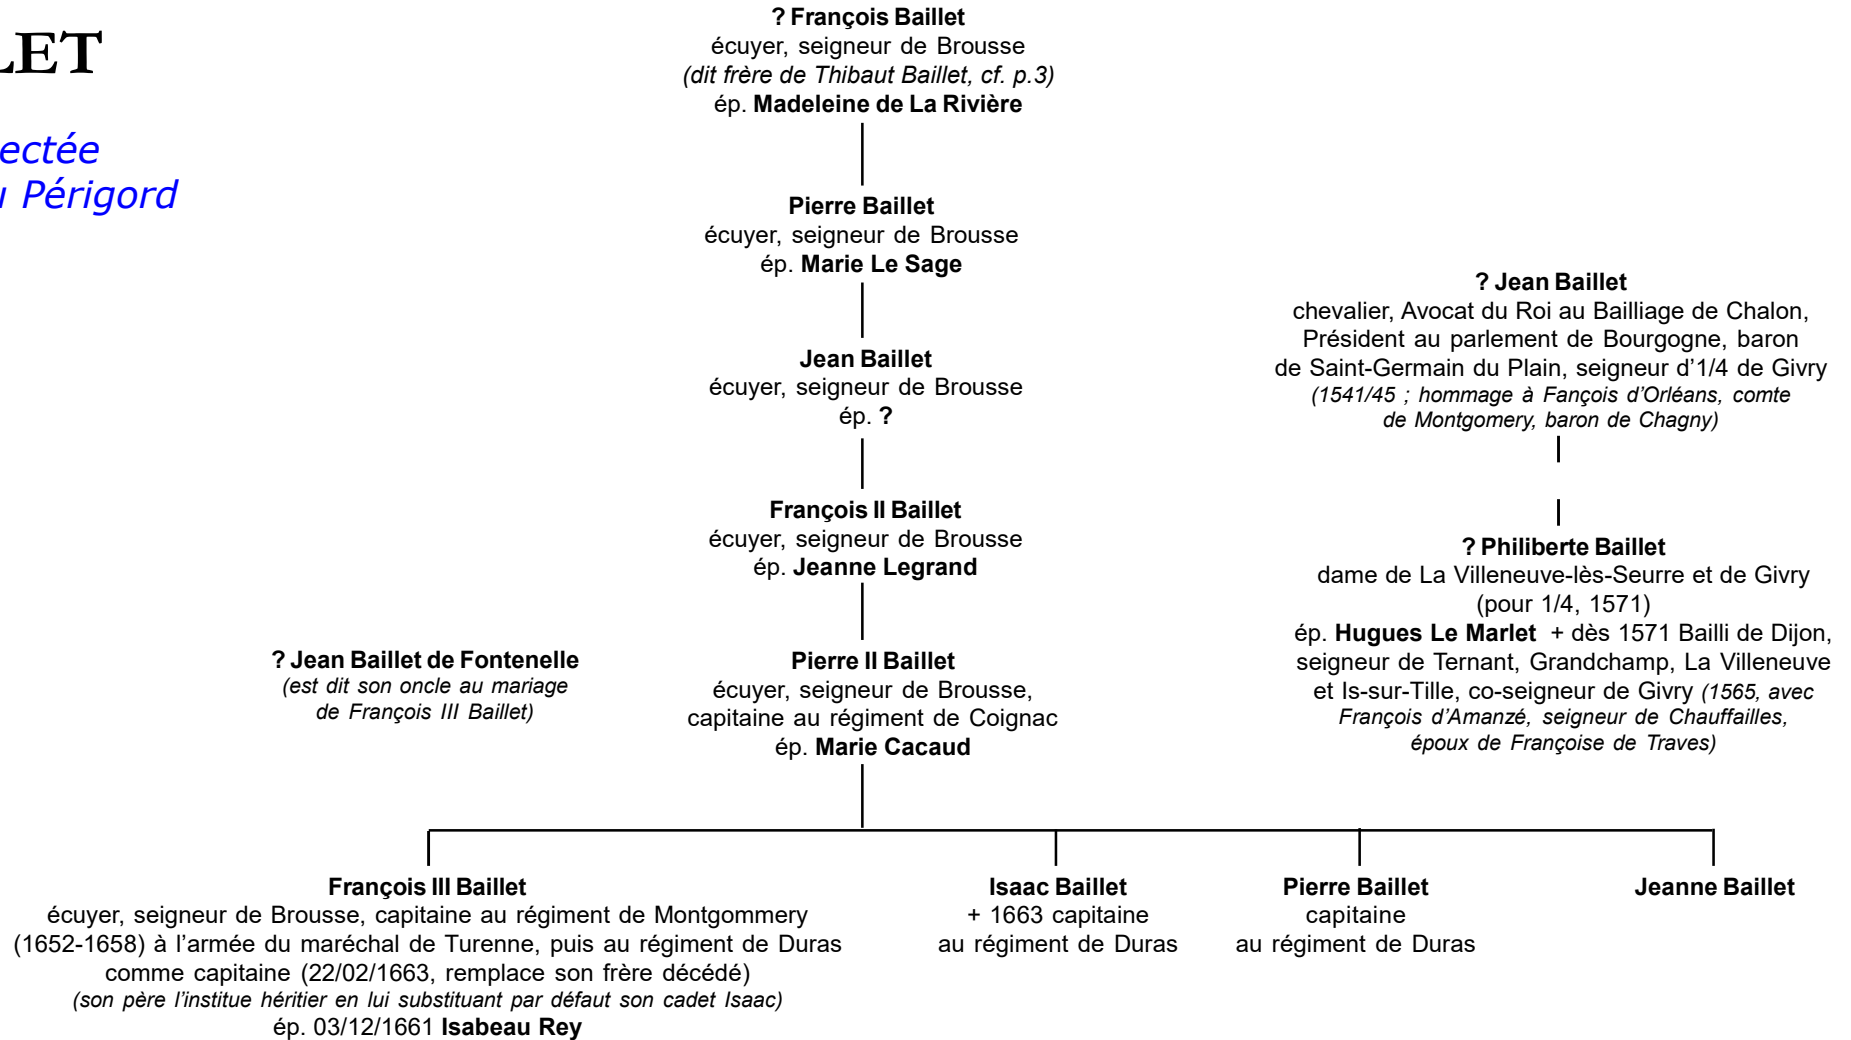 LET
ectée
u Périgord
? François Baillet
écuyer, seigneur de Brousse
(dit frère de Thibaut Baillet, cf. p.3)
ép. Madeleine de La Rivière
Pierre Baillet
écuyer, seigneur de Brousse
ép. Marie Le Sage
Jean Baillet
écuyer, seigneur de Brousse
ép. ?
François II Baillet
écuyer, seigneur de Brousse
ép. Jeanne Legrand
? Jean Baillet
chevalier, Avocat du Roi au Bailliage de Chalon,
Président au parlement de Bourgogne, baron
de Saint-Germain du Plain, seigneur d’1/4 de Givry
(1541/45 ; hommage à Fançois d’Orléans, comte
de Montgomery, baron de Chagny)
? Philiberte Baillet
dame de La Villeneuve-lès-Seurre et de Givry
(pour 1/4, 1571)
ép. Hugues Le Marlet + dès 1571 Bailli de Dijon,
seigneur de Ternant, Grandchamp, La Villeneuve
et Is-sur-Tille, co-seigneur de Givry (1565, avec
François d’Amanzé, seigneur de Chauffailles,
époux de Françoise de Traves)
? Jean Baillet de Fontenelle
(est dit son oncle au mariage
de François III Baillet)
Pierre II Baillet
écuyer, seigneur de Brousse,
capitaine au régiment de Coignac
ép. Marie Cacaud
François III Baillet
écuyer, seigneur de Brousse, capitaine au régiment de Montgommery
(1652-1658) à l’armée du maréchal de Turenne, puis au régiment de Duras
comme capitaine (22/02/1663, remplace son frère décédé)
(son père l’institue héritier en lui substituant par défaut son cadet Isaac)
ép. 03/12/1661 Isabeau Rey
Isaac Baillet
+ 1663 capitaine
au régiment de Duras
Pierre Baillet
capitaine
au régiment de Duras
Jeanne Baillet